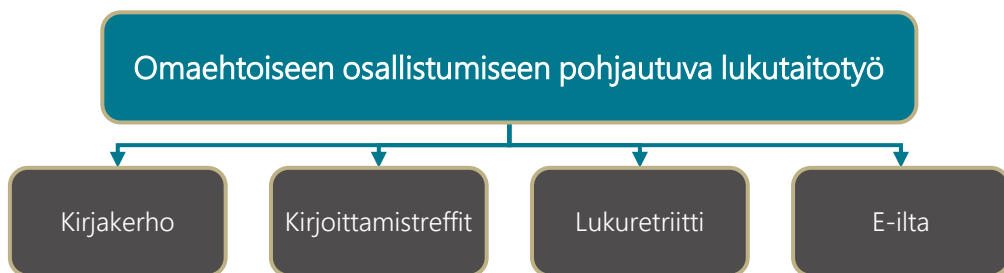 Omaehtoiseen osallistumiseen pohjautuva lukutaitotyö
Kirjakerho
Kirjoittamistreffit
Lukuretriitti
E-ilta